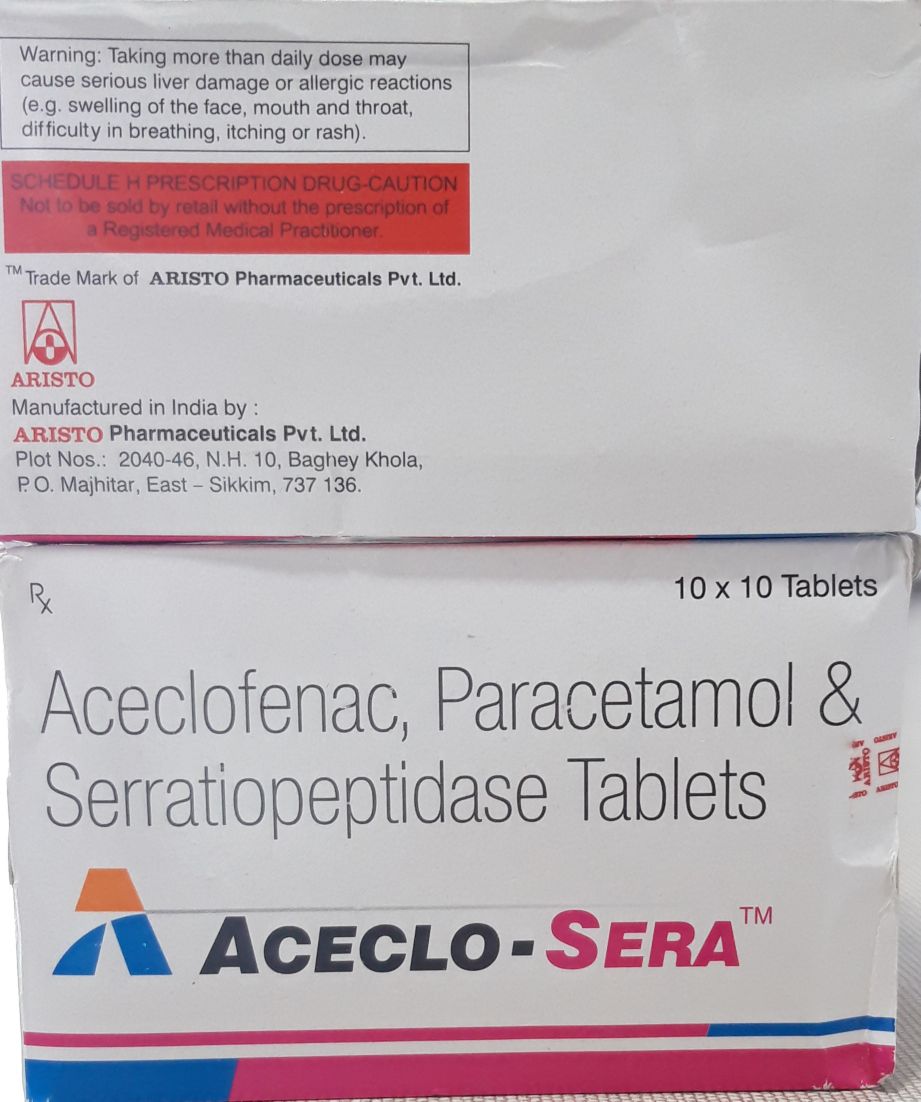 Warning: Taking more than daily dose may
cause serious liver damage or allergic reactions
(e.g. swelling of the face, mouth and throat,
difficulty in breathing, itching or rash).
SCHEDULE H PRESCRIPTION DRUG-CAUTION
Not to be sold by retail without the prescription of
a Registered Medical Practitioner.
™ Trade Mark of ARISTO Pharmaceuticals Pvt. Ltd.
ARISTO
Manufactured in India by :
ARISTO Pharmaceuticals Pvt. Ltd.
Plot Nos.: 2040-46, N.H. 10, Baghey Khola,
P.O. Majhitar, East – Sikkim, 737 136.
Rx
10 x 10 Tablets
Aceclofenac, Paracetamol &
Serratiopeptidase Tablets
ARISTO
ACECLO-SERA™